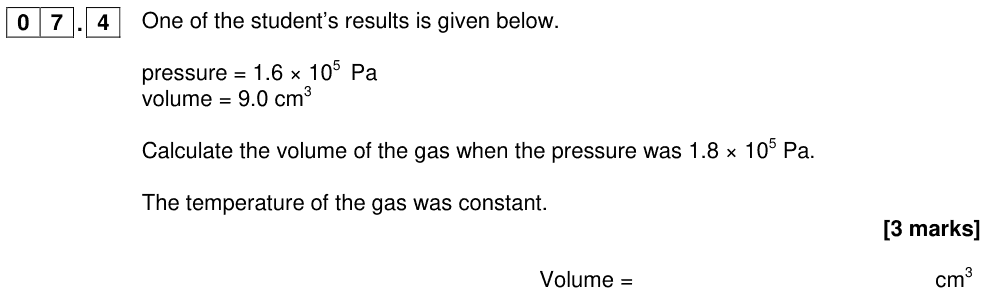 07.4 One of the student's results is given below.
pressure = 1.6 × 10⁵ Pa
volume = 9.0 cm³
Calculate the volume of the gas when the pressure was 1.8 × 10⁵ Pa.
The temperature of the gas was constant.
[3 marks]
Volume = cm³